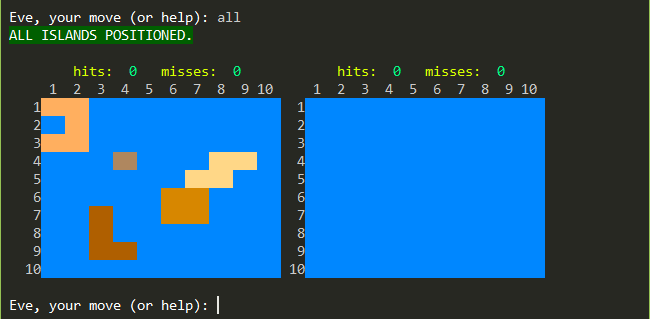 Eve, your move (or help): all
ALL ISLANDS POSITIONED.
hits: 0 misses: 0 hits: 0 misses: 0
1 2 3 4 5 6 7 8 9 10 1 2 3 4 5 6 7 8 9 10
1 1
2 2
3 3
4 4
5 5
6 6
7 7
8 8
9 9
10 10
Eve, your move (or help):